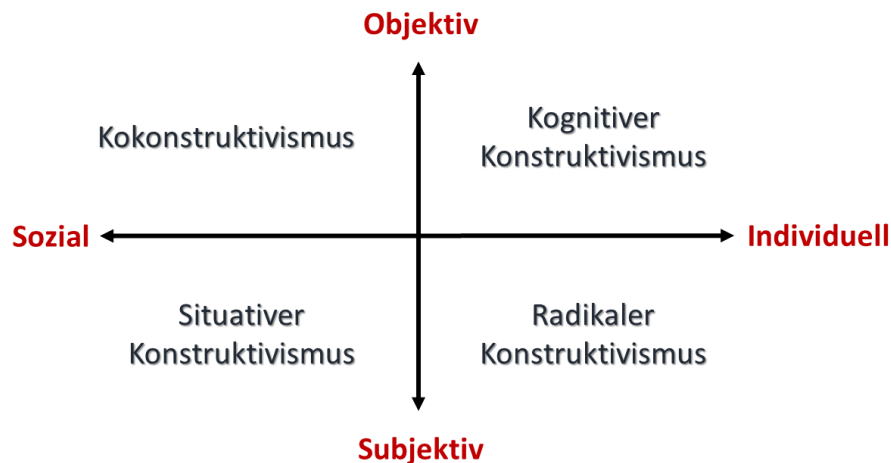 Objektiv
Kokonstruktivismus
Kognitiver
Konstruktivismus
Sozial
Individuell
Situativer
Konstruktivismus
Radikaler
Konstruktivismus
Subjektiv